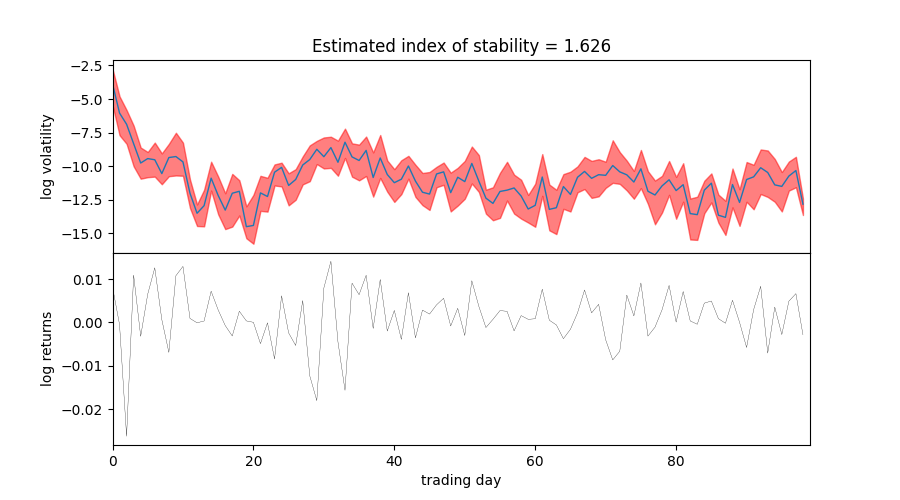 Estimated index of stability = 1.626
−2.5
−5.0
−7.5
−10.0
−12.5
−15.0
log volatility
0.01
0.00
−0.01
−0.02
log returns
0 20 40 60 80
trading day